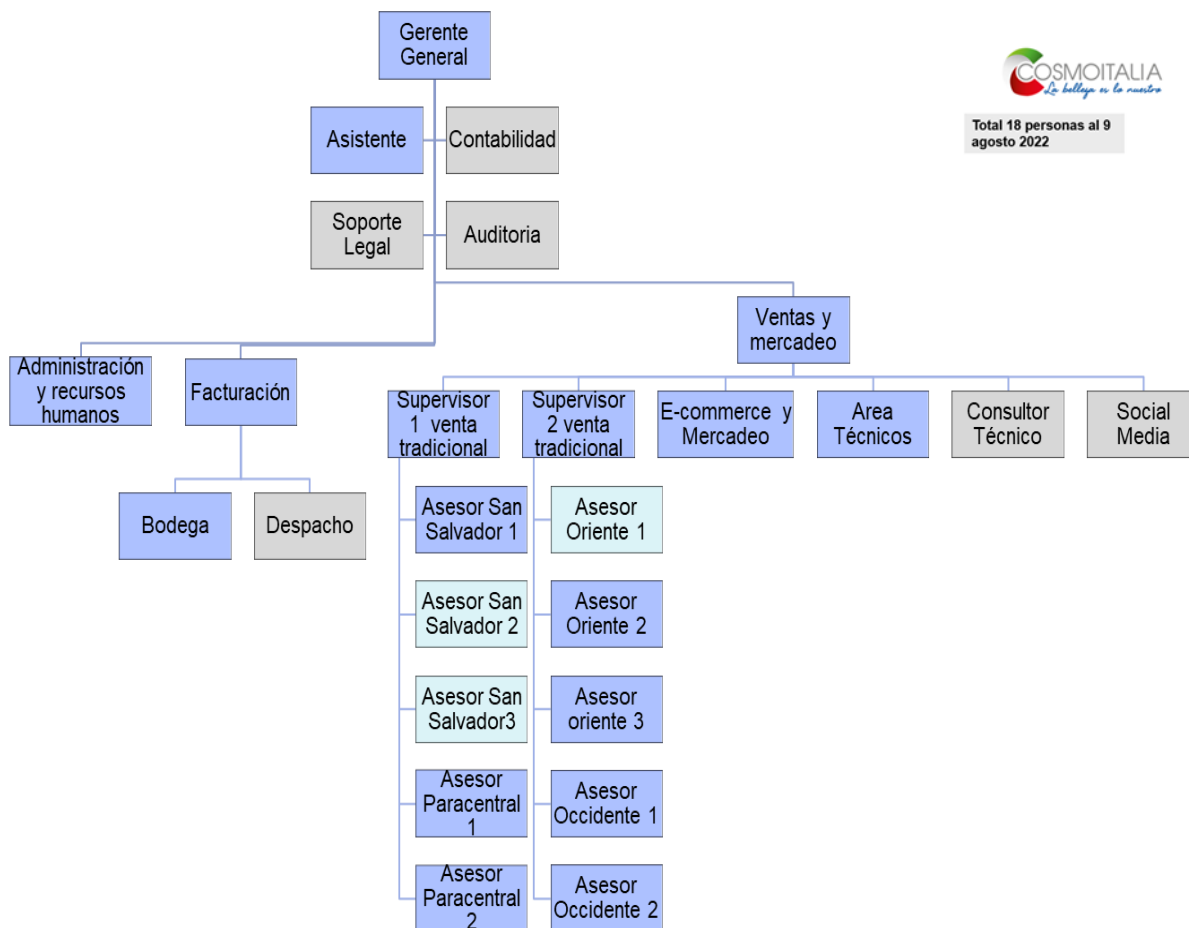 Gerente
General
COSMOITALIA
La belleza es lo nuestro
Total 18 personas al 9
agosto 2022
Asistente
Contabilidad
Soporte
Legal
Auditoria
Ventas y
mercadeo
Administración
y recursos
humanos
Facturación
Supervisor
1 venta
tradicional
Supervisor
2 venta
tradicional
E-commerce y
Mercadeo
Area
Técnicos
Consultor
Técnico
Social
Media
Bodega
Despacho
Asesor San
Salvador 1
Asesor
Oriente 1
Asesor San
Salvador 2
Asesor
Oriente 2
Asesor San
Salvador3
Asesor
oriente 3
Asesor
Paracentral
1
Asesor
Occidente 1
Asesor
Paracentral
2
Asesor
Occidente 2